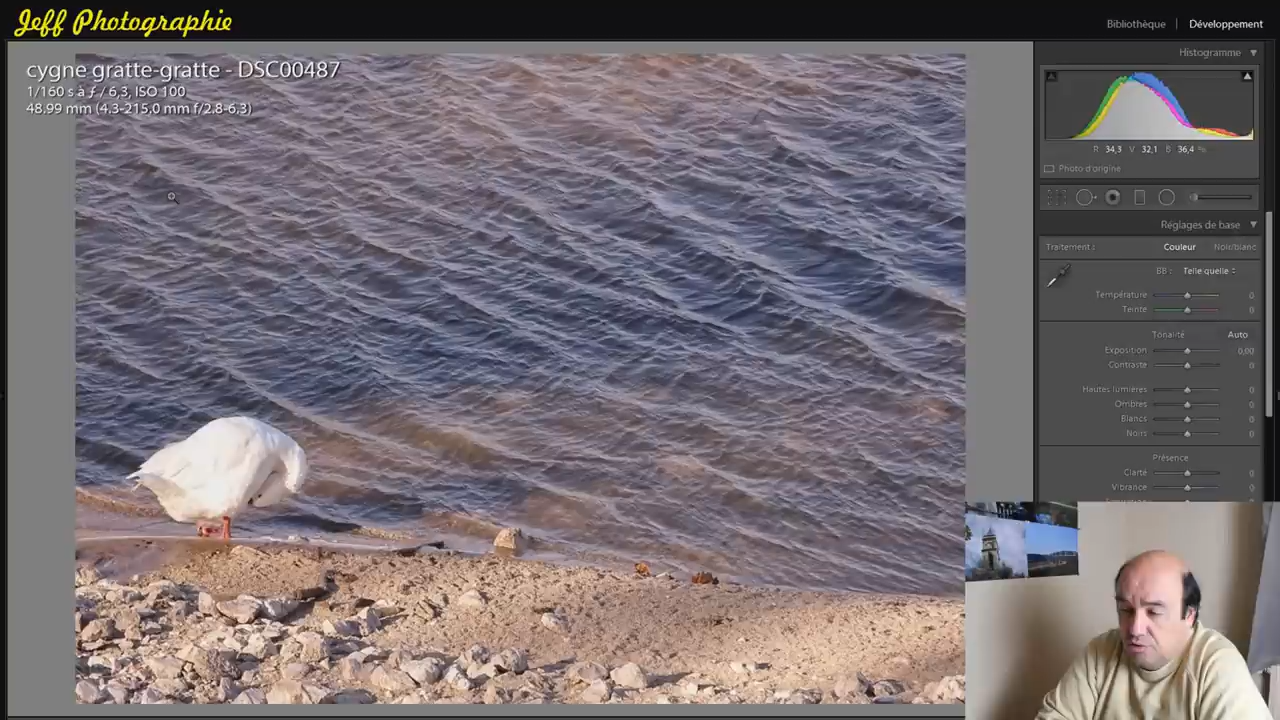 Jeff Photographie
Bibliothèque | Développement
cygne gratte-gratte - DSC00487
1/160 s à ƒ / 6,3, ISO 100
48.99 mm (4.3-215,0 mm f/2.8-6.3)
Histogramme
R 34,3 V 32,1 B 36,4 %
Photo d'origine
Réglages de base
Traitement : Couleur Noir/blanc
BB : Telle quelle
Température 0
Teinte 0
Tonalité Auto
Exposition 0,00
Contraste 0
Hautes lumières 0
Ombres 0
Blancs 0
Noirs 0
Présence
Clarté 0
Vibrance 0